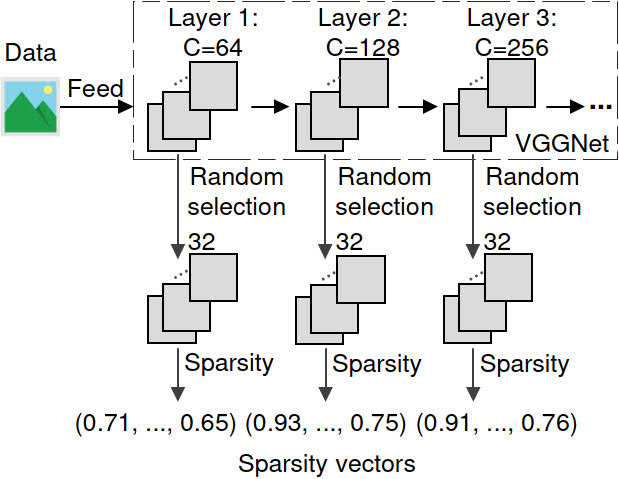 Layer 1: Layer 2: Layer 3:
C=64 C=128 C=256
Data
Feed
...
VGGNet
Random selection
Random selection
Random selection
32 32 32
Sparsity Sparsity Sparsity
(0.71, ..., 0.65) (0.93, ..., 0.75) (0.91, ..., 0.76)
Sparsity vectors